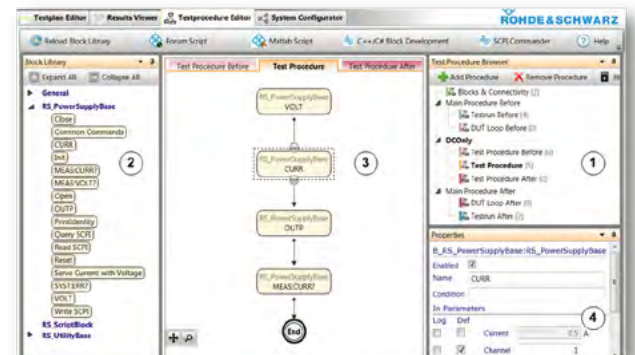 Testplan Editor
Results Viewer
Testprocedure Editor
System Configurator
ROHDE&SCHWARZ
Reload Block Library
Forum Script
Matlab Script
C++/C# Block Development
SCPI Commander
Help
Block Library
Expand All
Collapse All
General
RS_PowerSupplyBase
Close
Common Commands
CURR
Init
MEAS:CURR?
MEAS:VOLT?
Open
OUTP
PrintIdentity
Query SCPI
Read SCPI
Reset
Servo Current with Voltage
SYST:ERR?
VOLT
Write SCPI
RS_ScriptBlock
RS_UtilityBase
2
Test Procedure Before
Test Procedure
Test Procedure After
RS_PowerSupplyBase
VOLT
RS_PowerSupplyBase
CURR
3
RS_PowerSupplyBase
OUTP
RS_PowerSupplyBase
MEAS:CURR?
End
Test Procedure Browser
Add Procedure
Remove Procedure
Blocks & Connectivity
Main Procedure Before
Testrun Before
DUT Loop Before
DCOnly
Test Procedure Before
Test Procedure
Test Procedure After
Main Procedure After
DUT Loop After
Testrun After
1
Properties
B_RS_PowerSupplyBase:RS_PowerSupplyBase
Enabled
Name CURR
Condition
In Parameters
Log Def
Current 0.5 A
Channel 1
4